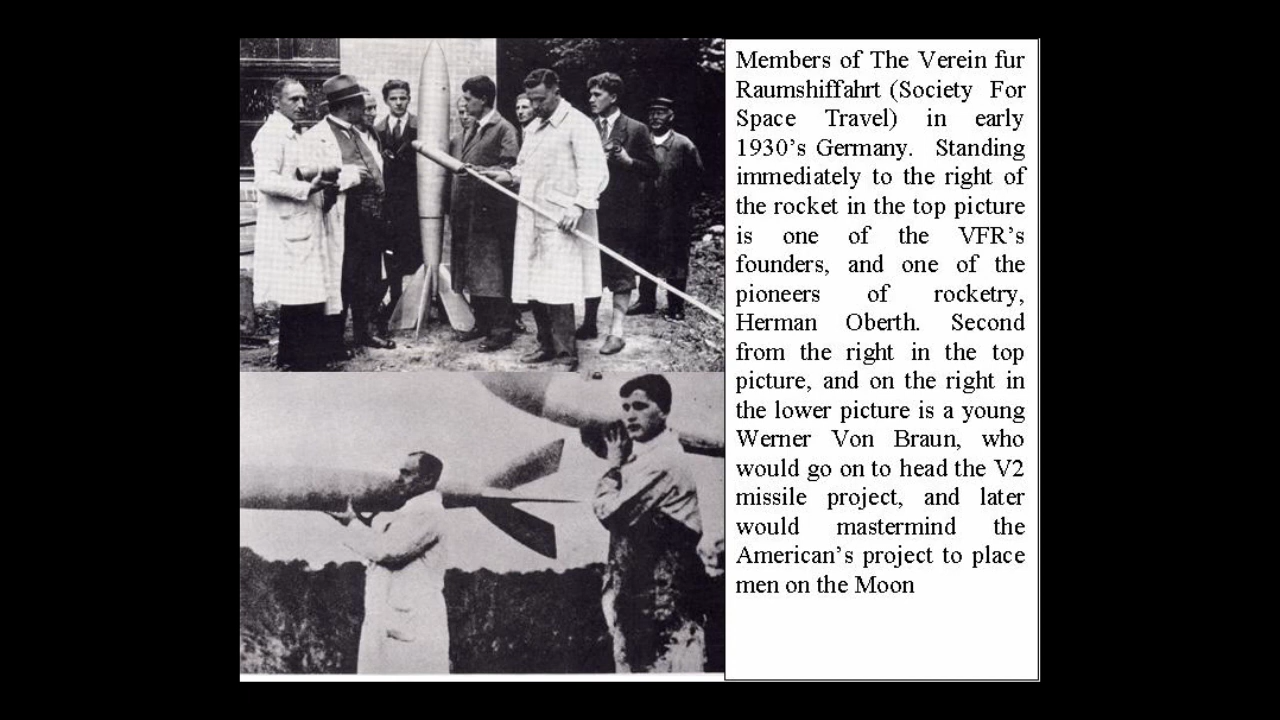 Members of The Verein fur
Raumshiffahrt (Society For
Space Travel) in early
1930's Germany. Standing
immediately to the right of
the rocket in the top picture
is one of the VFR's
founders, and one of the
pioneers of rocketry,
Herman Oberth. Second
from the right in the top
picture, and on the right in
the lower picture is a young
Werner Von Braun, who
would go on to head the V2
missile project, and later
would mastermind the
American's project to place
men on the Moon